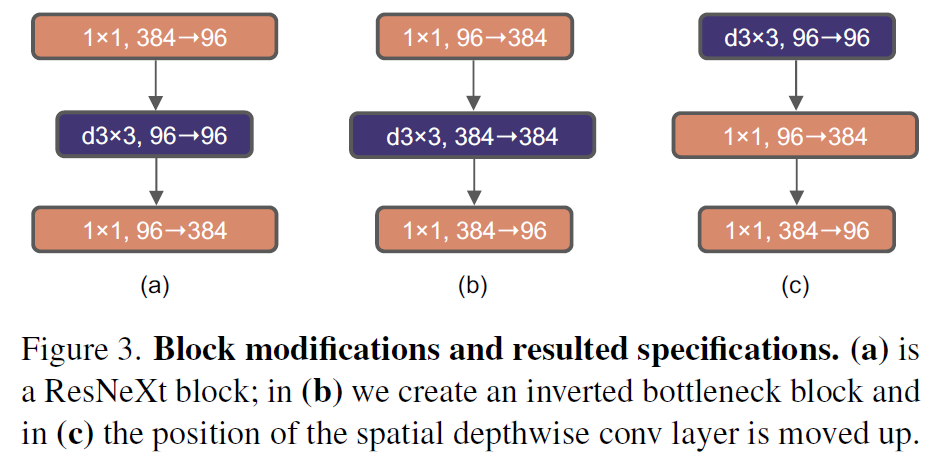 1×1, 384→96
d3×3, 96→96
1×1, 96→384
(a)
1×1, 96→384
d3×3, 384→384
1×1, 384→96
(b)
d3×3, 96→96
1×1, 96→384
1×1, 384→96
(c)
Figure 3. Block modifications and resulted specifications. (a) is
a ResNeXt block; in (b) we create an inverted bottleneck block and
in (c) the position of the spatial depthwise conv layer is moved up.